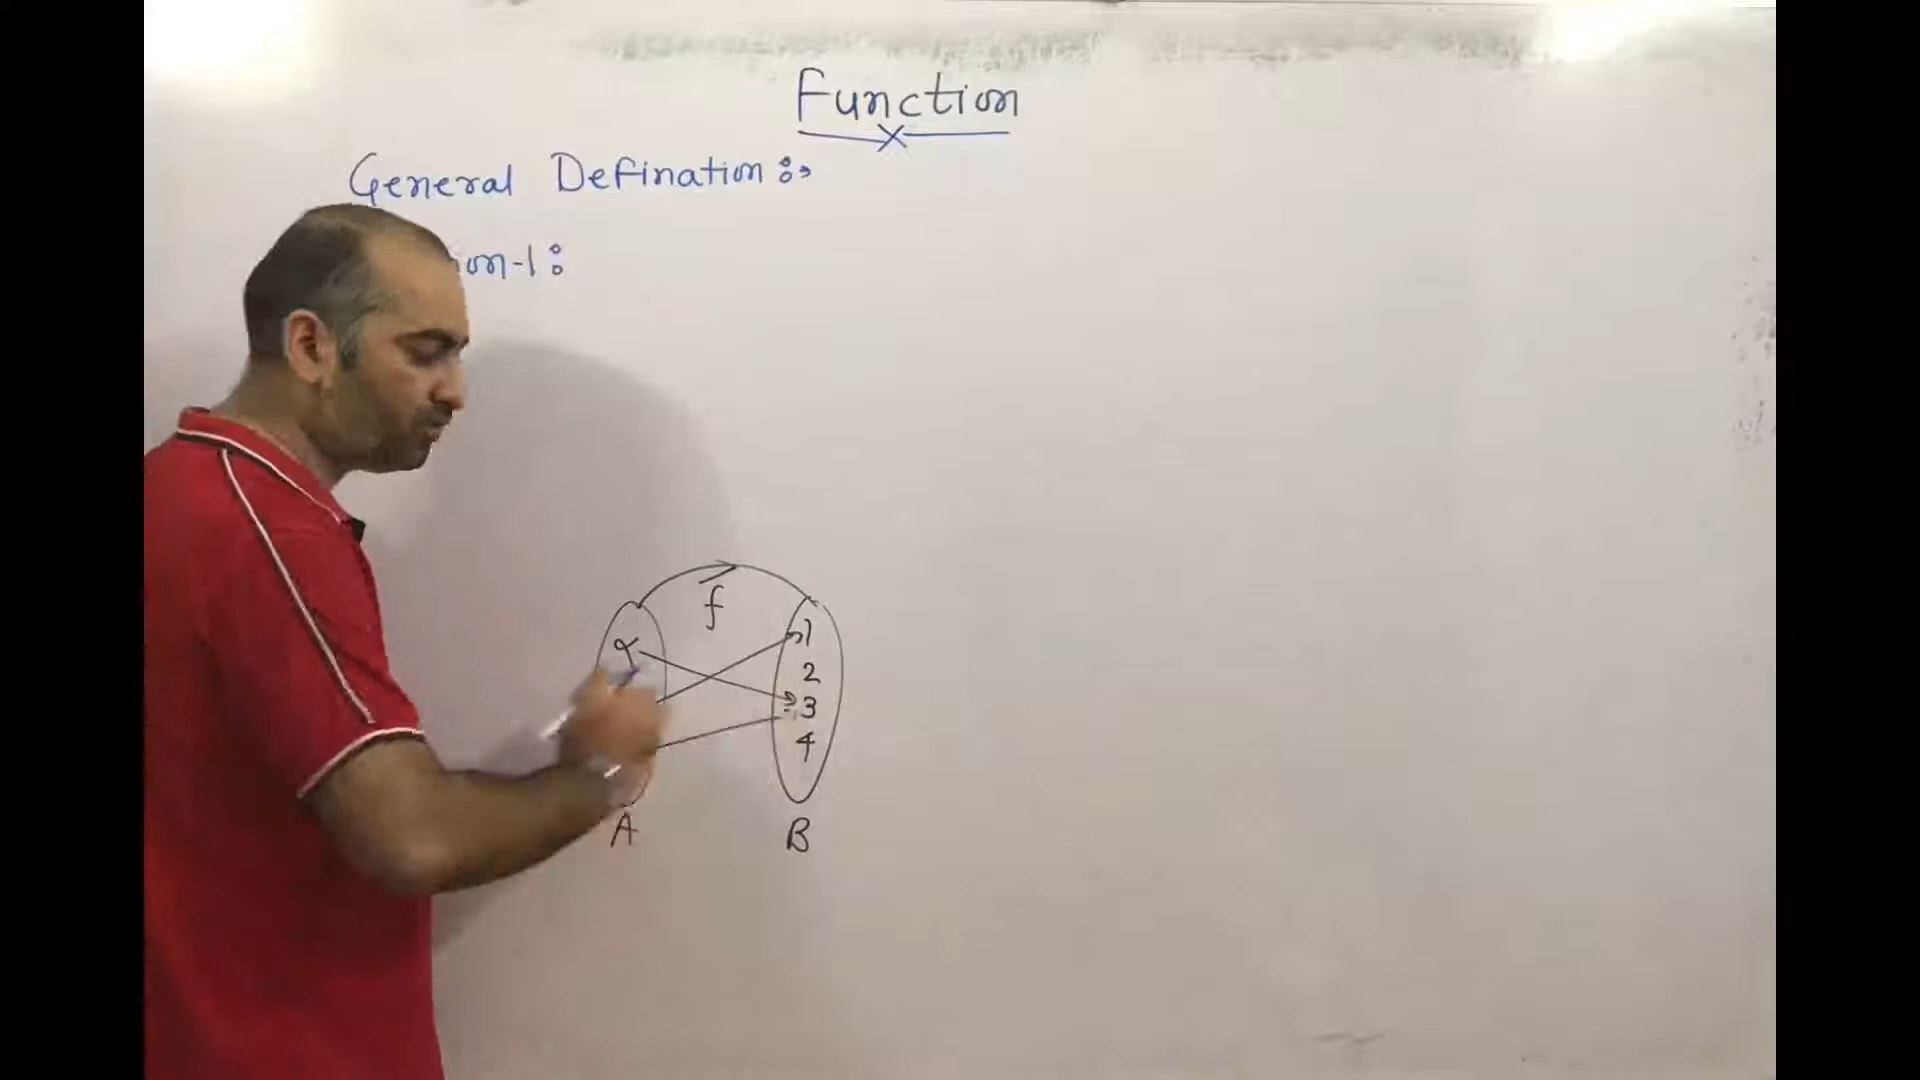 Function
General Defination :
on-1 :
f
α
1
2
3
4
A B